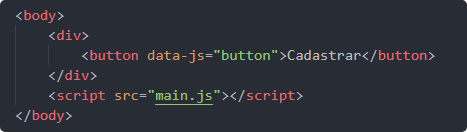 <body>
<div>
<button data-js="button">Cadastrar</button>
</div>
<script src="main.js"></script>
</body>